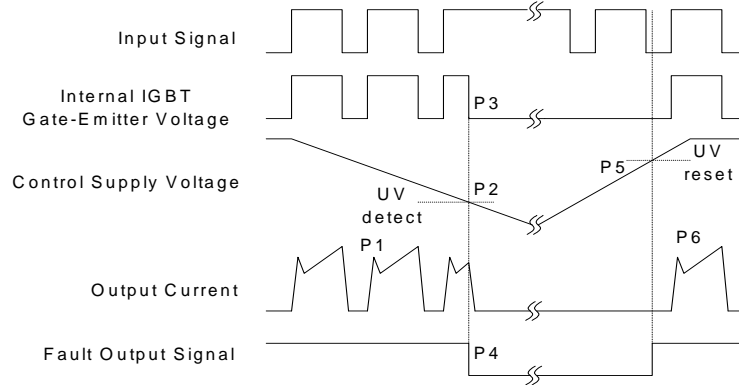 Input Signal
Internal IGBT
Gate-Emitter Voltage
P3
Control Supply Voltage
UV
detect
P2
P5
UV
reset
Output Current
P1
P6
Fault Output Signal
P4